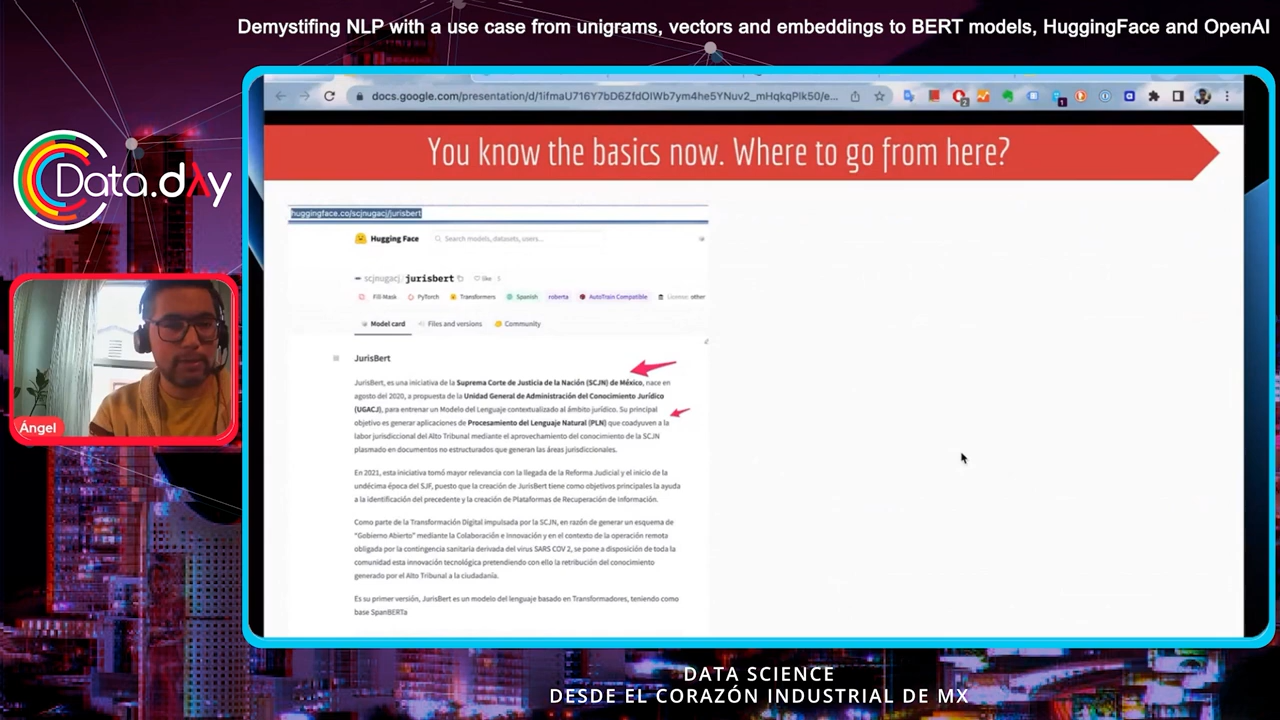 Demystifing NLP with a use case from unigrams, vectors and embeddings to BERT models, HuggingFace and OpenAI
Data.day
Ángel
docs.google.com/presentation/d/1ifmaU716Y7bD6ZfdOIWb7ym4he5YNuv2_mHqkqPlk50/e...
You know the basics now. Where to go from here?
huggingface.co/scjnugacj/jurisbert
Hugging Face
Search models, datasets, users...
scjnugacj/jurisbert
like 5
Fill-Mask PyTorch Transformers Spanish roberta AutoTrain Compatible License: other
Model card Files and versions Community
JurisBert
JurisBert, es una iniciativa de la Suprema Corte de Justicia de la Nación (SCJN) de México, nace en
agosto del 2020, a propuesta de la Unidad General de Administración del Conocimiento Jurídico
(UGACJ), para entrenar un Modelo del Lenguaje contextualizado al ámbito jurídico. Su principal
objetivo es generar aplicaciones de Procesamiento del Lenguaje Natural (PLN) que coadyuven a la
labor jurisdiccional del Alto Tribunal mediante el aprovechamiento del conocimiento de la SCJN
plasmado en documentos no estructurados que generan las áreas jurisdiccionales.
En 2021, esta iniciativa tomó mayor relevancia con la llegada de la Reforma Judicial y el inicio de la
undécima época del SJF, puesto que la creación de JurisBert tiene como objetivos principales la ayuda
a la identificación del precedente y la creación de Plataformas de Recuperación de Información.
Como parte de la Transformación Digital impulsada por la SCJN, en razón de generar un esquema de
"Gobierno Abierto" mediante la Colaboración e Innovación y en el contexto de la operación remota
obligada por la contingencia sanitaria derivada del virus SARS COV 2, se pone a disposición de toda la
comunidad esta innovación tecnológica pretendiendo con ello la retribución del conocimiento
generado por el Alto Tribunal a la ciudadanía.
Es su primer versión, JurisBert es un modelo del lenguaje basado en Transformadores, teniendo como
base SpanBERTa
DATA SCIENCE
DESDE EL CORAZÓN INDUSTRIAL DE MX